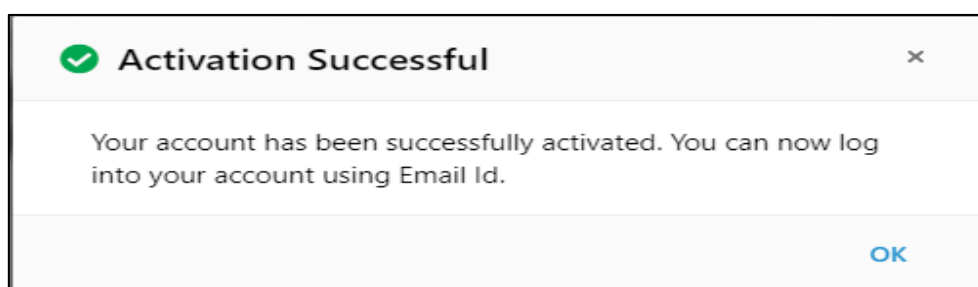 Activation Successful
Your account has been successfully activated. You can now log
into your account using Email Id.
OK